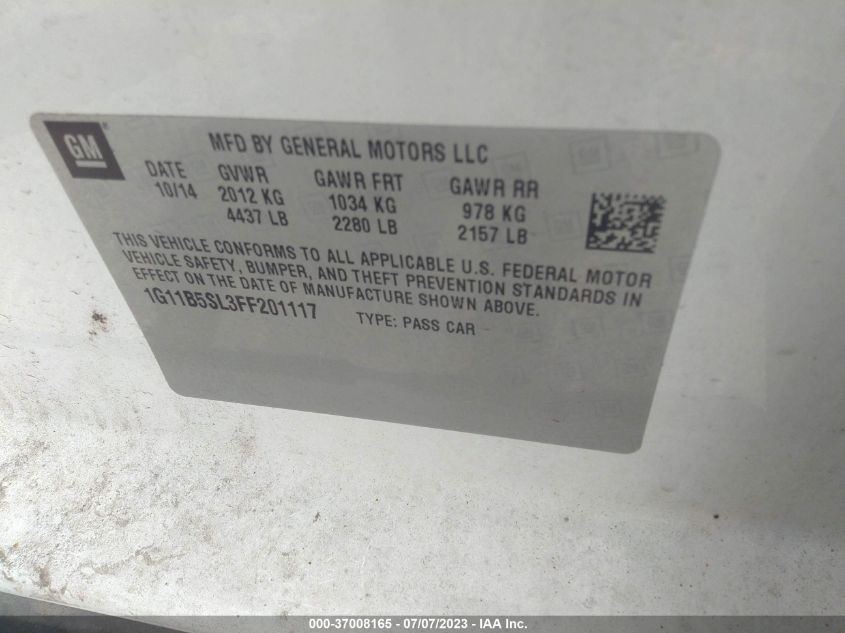 GM
MFD BY GENERAL MOTORS LLC
DATE GVWR GAWR FRT GAWR RR
10/14 2012 KG 1034 KG 978 KG
4437 LB 2280 LB 2157 LB
THIS VEHICLE CONFORMS TO ALL APPLICABLE U.S. FEDERAL MOTOR
VEHICLE SAFETY, BUMPER, AND THEFT PREVENTION STANDARDS IN
EFFECT ON THE DATE OF MANUFACTURE SHOWN ABOVE.
1G11B5SL3FF201117 TYPE: PASS CAR
000-37008165 - 07/07/2023 - © IAA Inc.